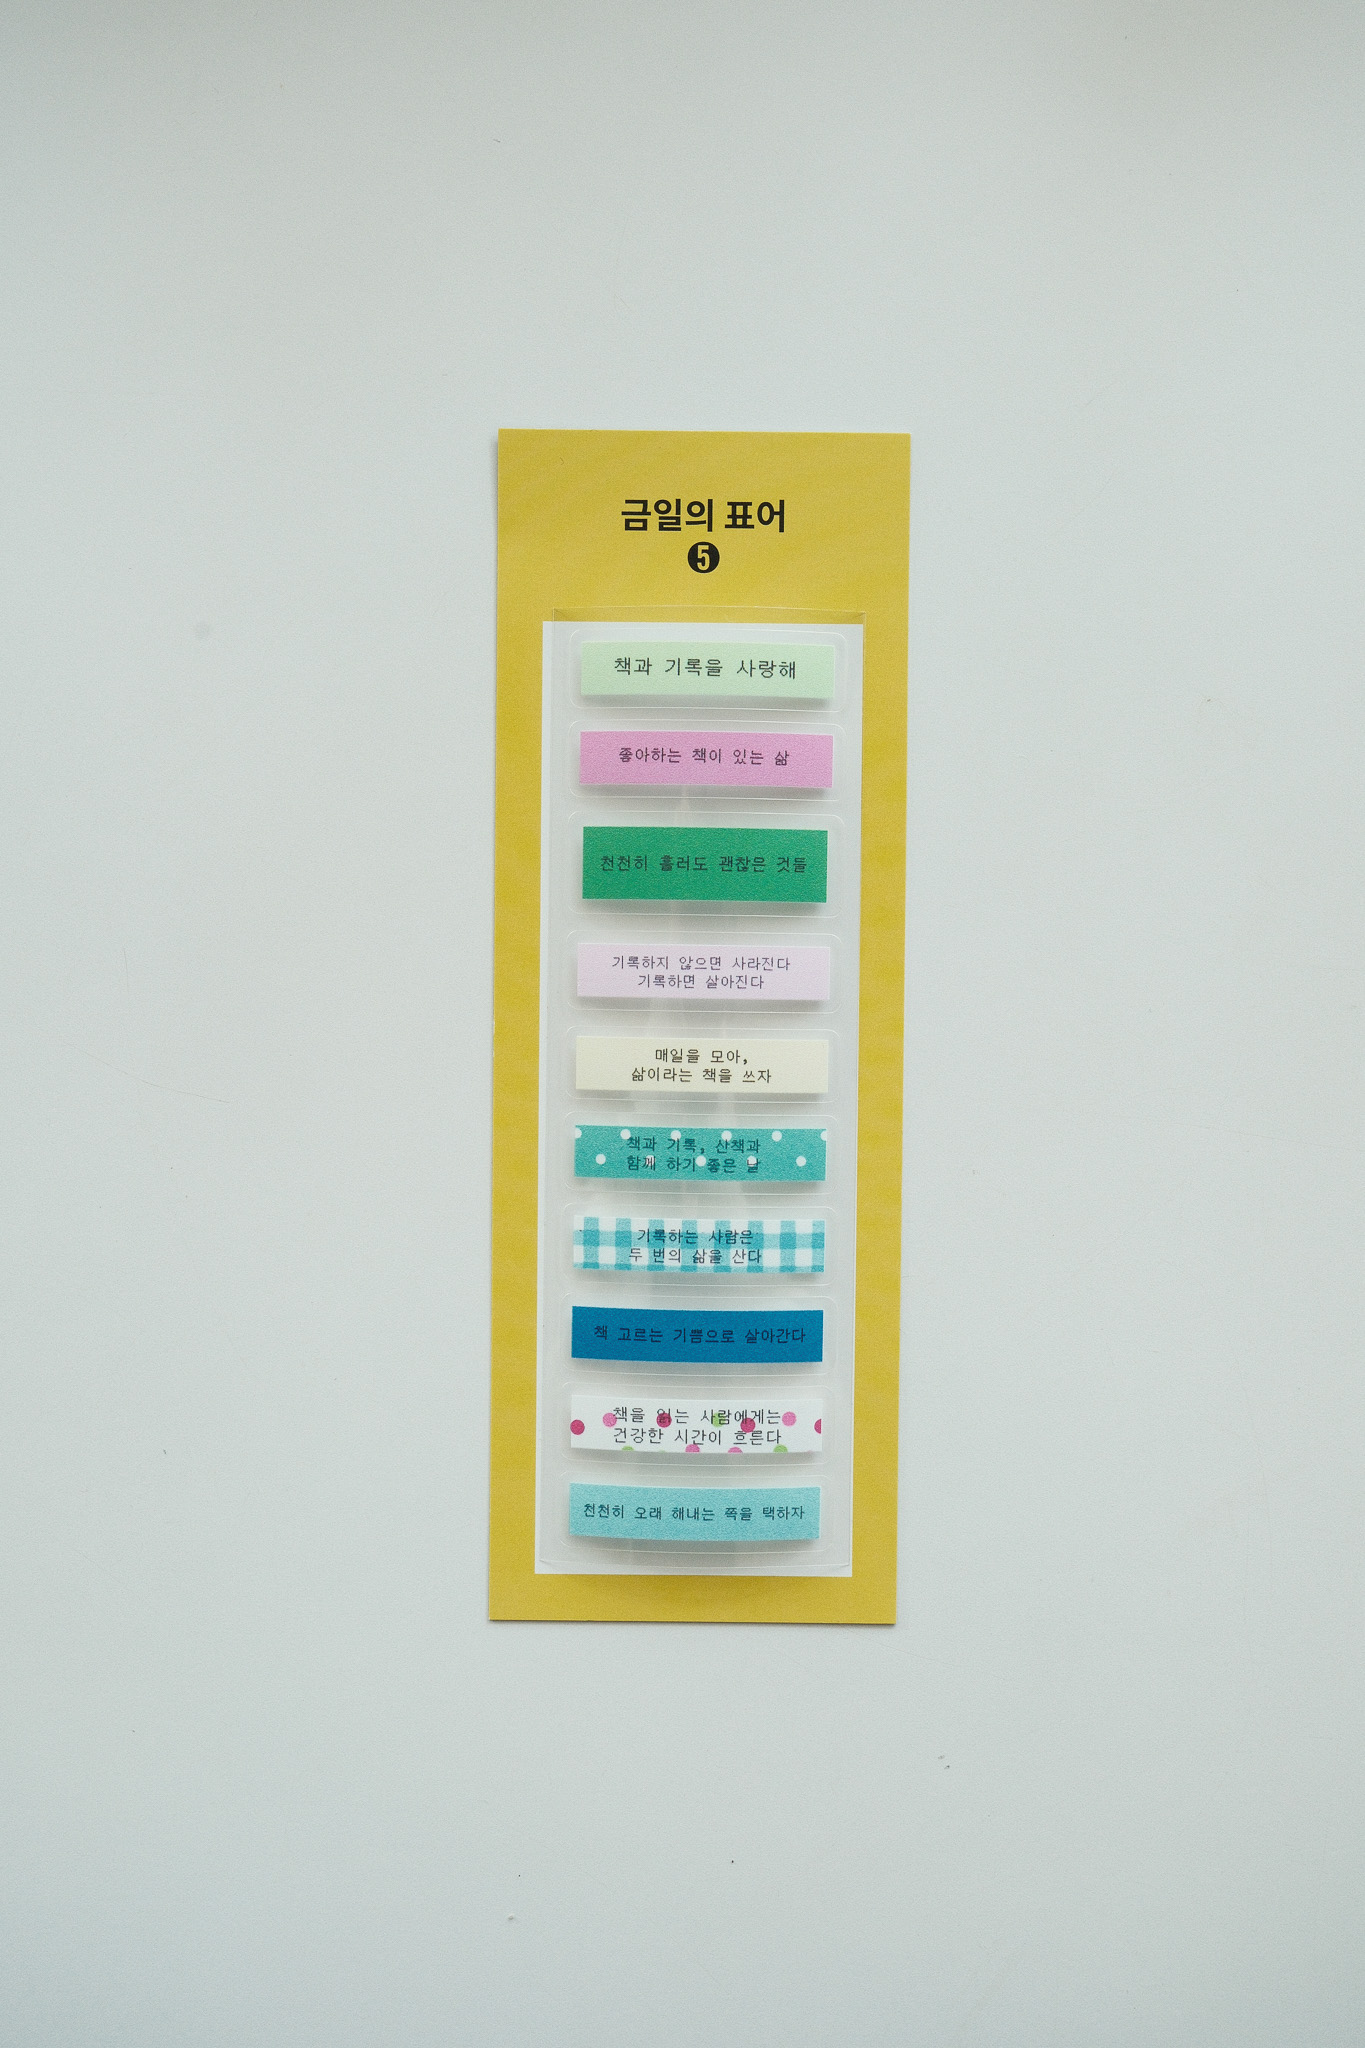 금일의 표어
5
책과 기록을 사랑해
좋아하는 책이 있는 삶
천천히 흘러도 괜찮은 것들
기록하지 않으면 사라진다
기록하면 살아진다
매일을 모아,
삶이라는 책을 쓰자
책과 기록, 산책과
함께 하기 좋은 날
기록하는 사람은
두 번의 삶을 산다
책 고르는 기쁨으로 살아간다
책을 읽는 사람에게는
건강한 시간이 흐른다
천천히 오래 해내는 쪽을 택하자